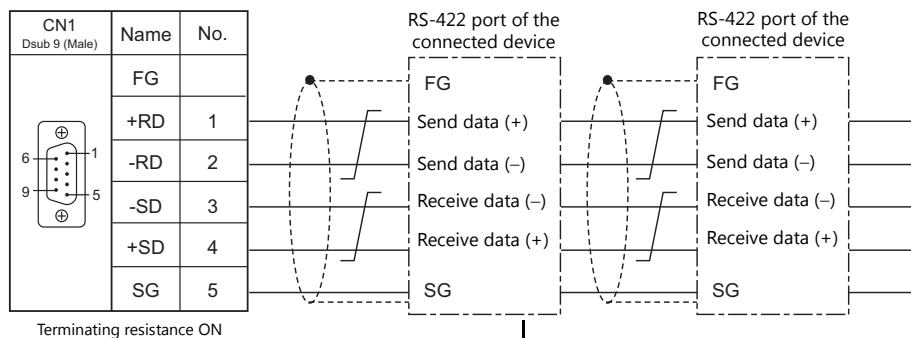 CN1
Dsub 9 (Male)
Name
No.
RS-422 port of the
connected device
RS-422 port of the
connected device
FG
FG
FG
+RD
1
Send data (+)
Send data (+)
-RD
2
Send data (−)
Send data (−)
-SD
3
Receive data (−)
Receive data (−)
+SD
4
Receive data (+)
Receive data (+)
SG
5
SG
SG
6
1
9
5
Terminating resistance ON